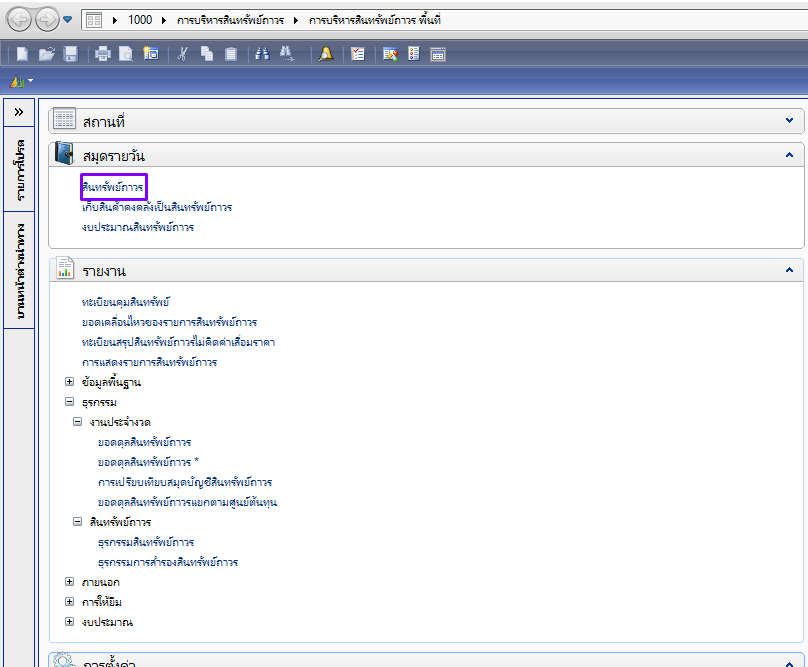 1000 การบริหารสินทรัพย์ถาวร การบริหารสินทรัพย์ถาวร พื้นที่
รายการโปรด
บานหน้าต่างนำทาง
สถานที่
สมุดรายวัน
สินทรัพย์ถาวร
เก็บสินค้าคงคลังเป็นสินทรัพย์ถาวร
งบประมาณสินทรัพย์ถาวร
รายงาน
ทะเบียนคุมสินทรัพย์
ยอดเคลื่อนไหวของรายการสินทรัพย์ถาวร
ทะเบียนสรุปสินทรัพย์ถาวรไม่คิดค่าเสื่อมราคา
การแสดงรายการสินทรัพย์ถาวร
ข้อมูลพื้นฐาน
ธุรกรรม
งานประจำงวด
ยอดดุลสินทรัพย์ถาวร
ยอดดุลสินทรัพย์ถาวร *
การเปรียบเทียบสมุดบัญชีสินทรัพย์ถาวร
ยอดดุลสินทรัพย์ถาวรแยกตามศูนย์ต้นทุน
สินทรัพย์ถาวร
ธุรกรรมสินทรัพย์ถาวร
ธุรกรรมการสำรองสินทรัพย์ถาวร
ภายนอก
การให้ยืม
งบประมาณ
การตั้งค่า